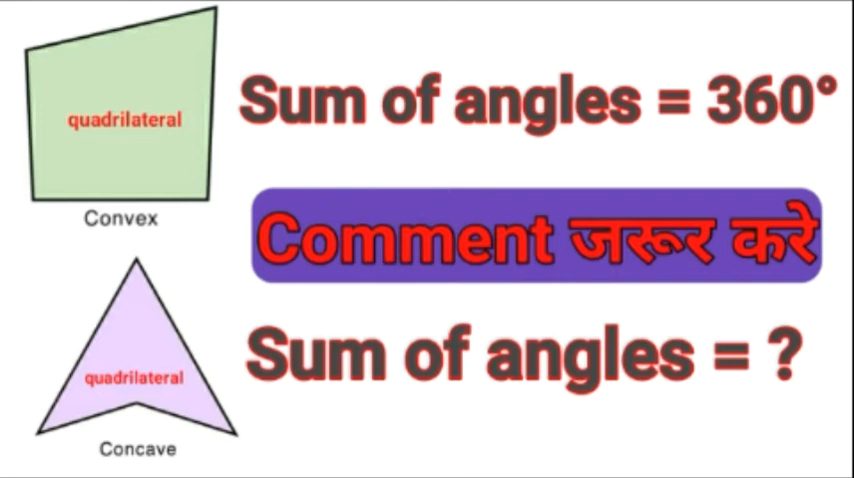 quadrilateral
Sum of angles = 360°
Convex
Comment जरूर करे
quadrilateral
Sum of angles = ?
Concave